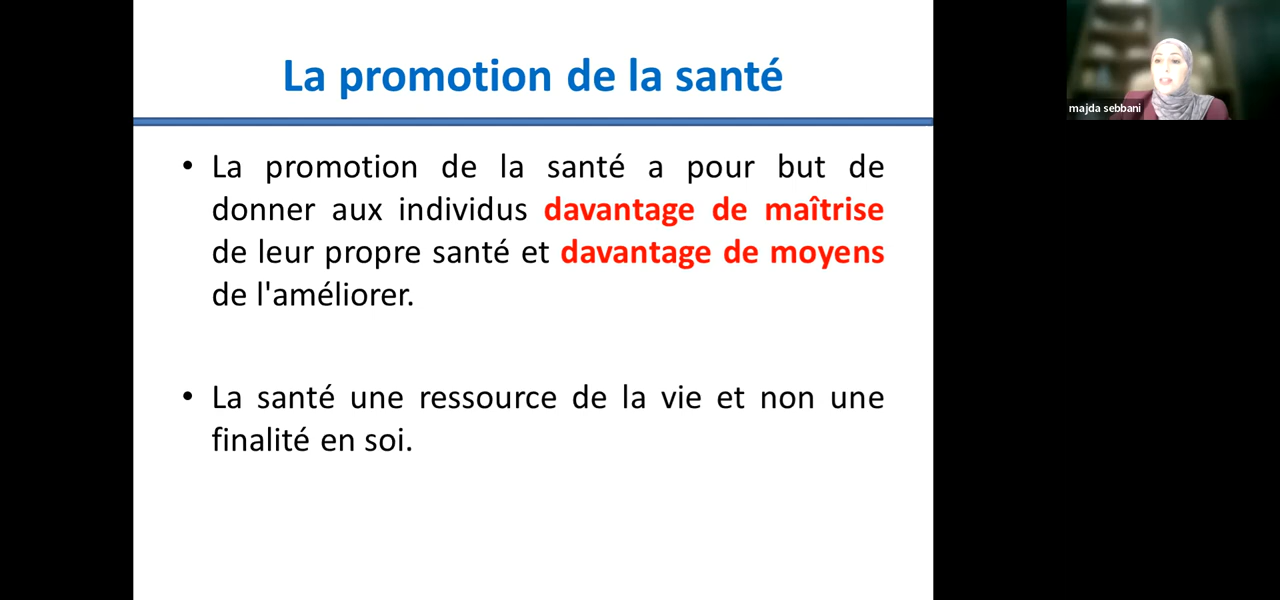 La promotion de la santé
majda sebbani
• La promotion de la santé a pour but de
donner aux individus davantage de maîtrise
de leur propre santé et davantage de moyens
de l'améliorer.
• La santé une ressource de la vie et non une
finalité en soi.